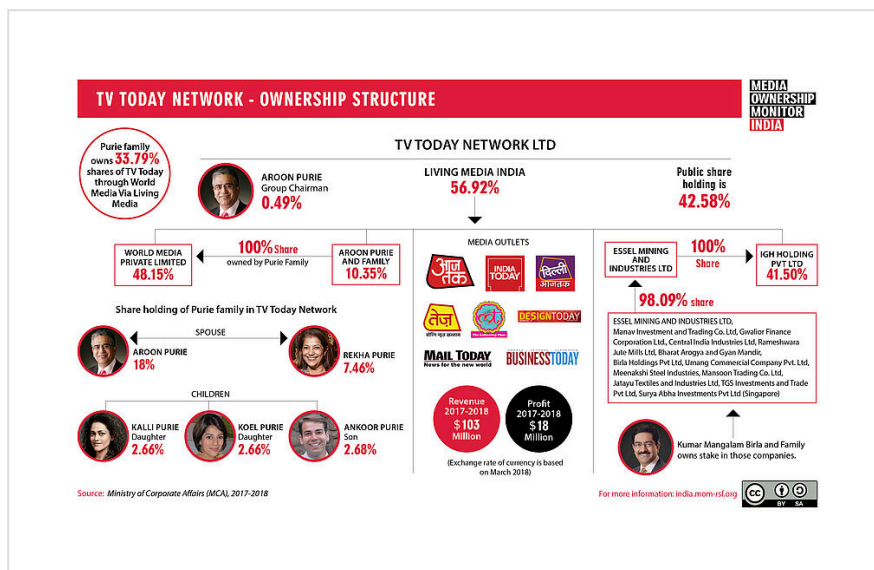 TV TODAY NETWORK - OWNERSHIP STRUCTURE
MEDIA
OWNERSHIP
MONITOR
INDIA
Purie family
owns 33.79%
shares of TV Today
through World
Media Via Living
Media
TV TODAY NETWORK LTD
AROON PURIE
Group Chairman
0.49%
LIVING MEDIA INDIA
56.92%
Public share
holding is
42.58%
WORLD MEDIA
PRIVATE LIMITED
48.15%
100% Share
owned by Purie Family
AROON PURIE
AND FAMILY
10.35%
Share holding of Purie family in TV Today Network
SPOUSE
AROON PURIE
18%
REKHA PURIE
7.46%
CHILDREN
KALLI PURIE
Daughter
2.66%
KOEL PURIE
Daughter
2.66%
ANKOOR PURIE
Son
2.68%
MEDIA OUTLETS
आज
तक
INDIA
TODAY
दिल्ली
आजतक
तेज़
DESIGNTODAY
MAIL TODAY
News for the new world
BUSINESSTODAY
Revenue
2017-2018
$103
Million
Profit
2017-2018
$18
Million
(Exchange rate of currency is based
on March 2018)
ESSEL MINING
AND
INDUSTRIES LTD
100%
Share
IGH HOLDING
PVT LTD
41.50%
98.09% share
ESSEL MINING AND INDUSTRIES LTD,
Manav Investment and Trading Co. Ltd, Gwalior Finance
Corporation Ltd., Central India Industries Ltd, Rameshwara
Jute Mills Ltd, Bharat Arogya and Gyan Mandir,
Birla Holdings Pvt Ltd, Umang Commercial Company Pvt. Ltd,
Meenakshi Steel Industries, Mansoon Trading Co. Ltd,
Jatayu Textiles and Industries Ltd, TGS Investments and Trade
Pvt Ltd, Surya Abha Investments Pvt Ltd (Singapore)
Kumar Mangalam Birla and Family
owns stake in those companies.
Source: Ministry of Corporate Affairs (MCA), 2017-2018
For more information: india.mom-rsf.org
CC
BY SA